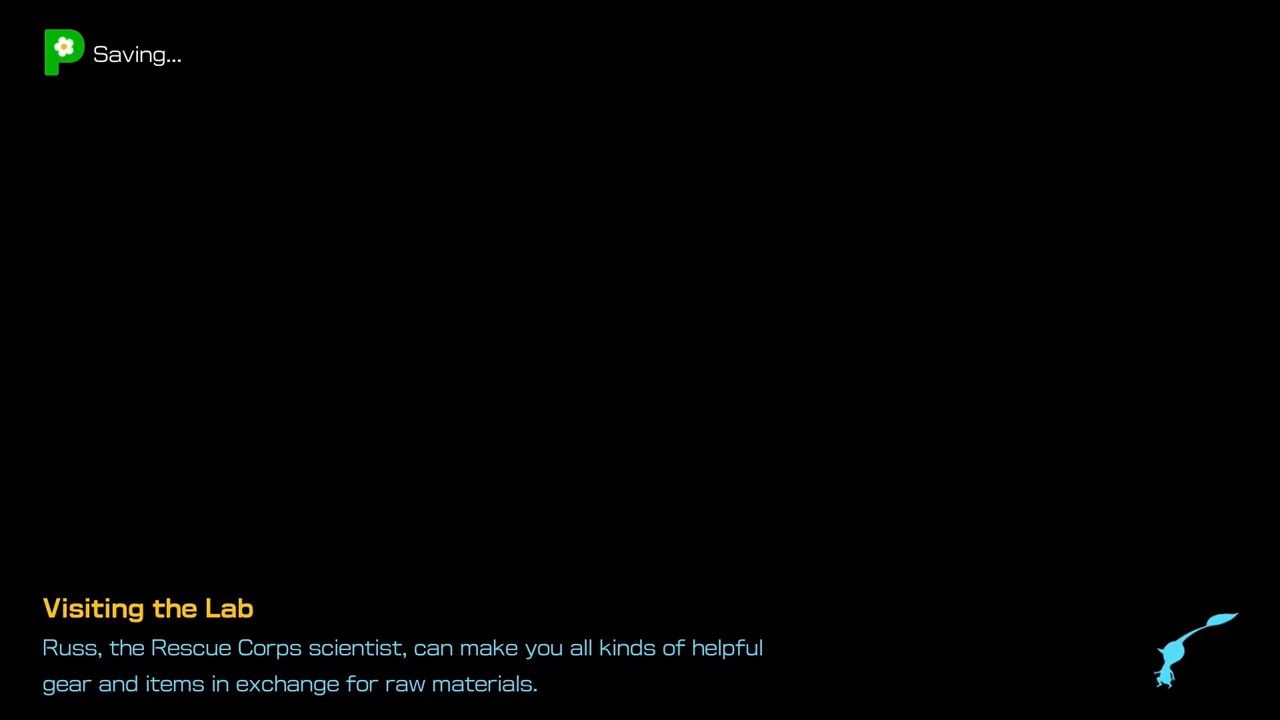 Saving...
Visiting the Lab
Russ, the Rescue Corps scientist, can make you all kinds of helpful
gear and items in exchange for raw materials.